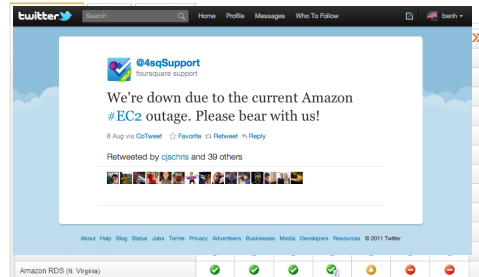 twitter
Search
Home Profile Messages Who To Follow
benh
@4sqSupport
foursquare support
We're down due to the current Amazon
#EC2 outage. Please bear with us!
8 Aug via CoTweet Favorite Retweet Reply
Retweeted by cjschris and 39 others
About Help Blog Status Jobs Terms Privacy Advertisers Businesses Media Developers Resources © 2011 Twitter
Amazon RDS (N. Virginia)